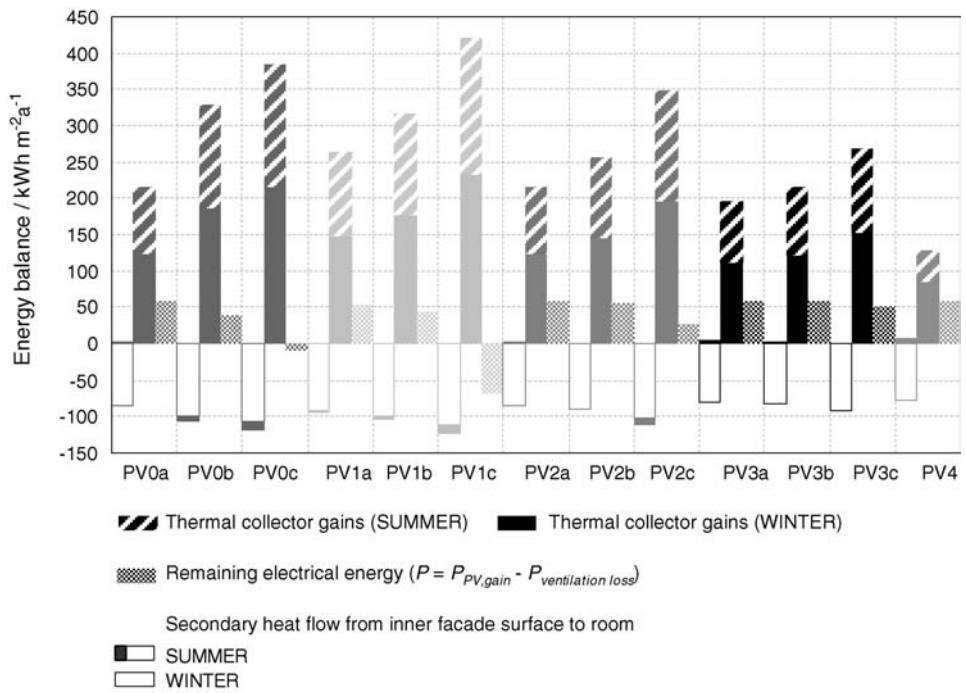 450
400
350
300
250
200
150
100
50
0
-50
-100
-150
Energy balance / kWh m-2a-1
PV0a PV0b PV0c PV1a PV1b PV1c PV2a PV2b PV2c PV3a PV3b PV3c PV4
Thermal collector gains (SUMMER) Thermal collector gains (WINTER)
Remaining electrical energy (P = PPV,gain - Pventilation loss)
Secondary heat flow from inner facade surface to room
SUMMER
WINTER